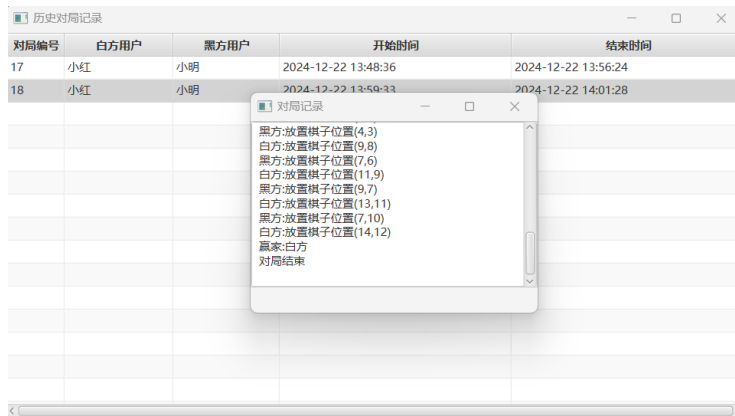 历史对局记录
对局编号 白方用户 黑方用户 开始时间 结束时间
17 小红 小明 2024-12-22 13:48:36 2024-12-22 13:56:24
18 小红 小明 2024-12-22 13:59:33 2024-12-22 14:01:28
对局记录
黑方:放置棋子位置(4,3)
白方:放置棋子位置(9,8)
黑方:放置棋子位置(7,6)
白方:放置棋子位置(11,9)
黑方:放置棋子位置(9,7)
白方:放置棋子位置(13,11)
黑方:放置棋子位置(7,10)
白方:放置棋子位置(14,12)
赢家:白方
对局结束